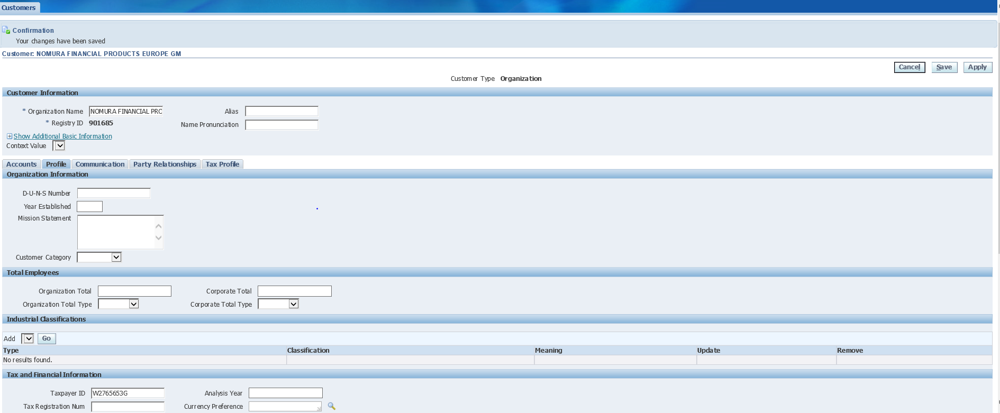 Customers
Confirmation
Your changes have been saved
Customer: NOMURA FINANCIAL PRODUCTS EUROPE GM
Cancel Save Apply
Customer Type Organization
Customer Information
* Organization Name NOMURA FINANCIAL PRO Alias
* Registry ID 901685 Name Pronunciation
Show Additional Basic Information
Context Value
Accounts Profile Communication Party Relationships Tax Profile
Organization Information
D-U-N-S Number
Year Established
Mission Statement
Customer Category
Total Employees
Organization Total Corporate Total
Organization Total Type Corporate Total Type
Industrial Classifications
Add Go
Type Classification Meaning Update Remove
No results found.
Tax and Financial Information
Taxpayer ID W2765653G Analysis Year
Tax Registration Num Currency Preference